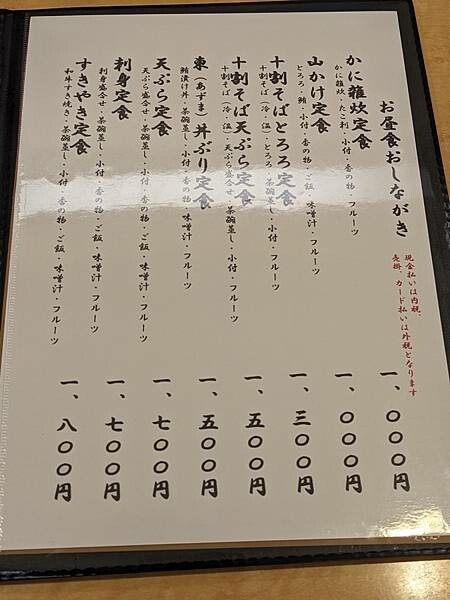 お昼食おしながき
現金払いは内税、
売掛、カード払いは外税となります
かに雑炊定食
かに雑炊・たこ刺・小付・香の物・フルーツ
一、〇〇〇円
山かけ定食
とろろ・鮪・小付・香の物・ご飯・味噌汁・フルーツ
一、〇〇〇円
十割そばとろろ定食
十割そば（冷・温）・とろろ・小付・香の物・フルーツ
一、三〇〇円
十割そば天ぷら定食
十割そば（冷・温）・天ぷら盛合せ・茶碗蒸し・小付・フルーツ
一、五〇〇円
東（あずま）丼ぶり定食
鮪漬け丼・茶碗蒸し・小付・香の物・味噌汁・フルーツ
一、五〇〇円
天ぷら定食
天ぷら盛合せ・茶碗蒸し・小付・香の物・ご飯・味噌汁・フルーツ
一、七〇〇円
刺身定食
刺身盛合せ・茶碗蒸し・小付・香の物・ご飯・味噌汁・フルーツ
一、七〇〇円
すきやき定食
和牛すき焼き・茶碗蒸し・小付・香の物・ご飯・味噌汁・フルーツ
一、八〇〇円